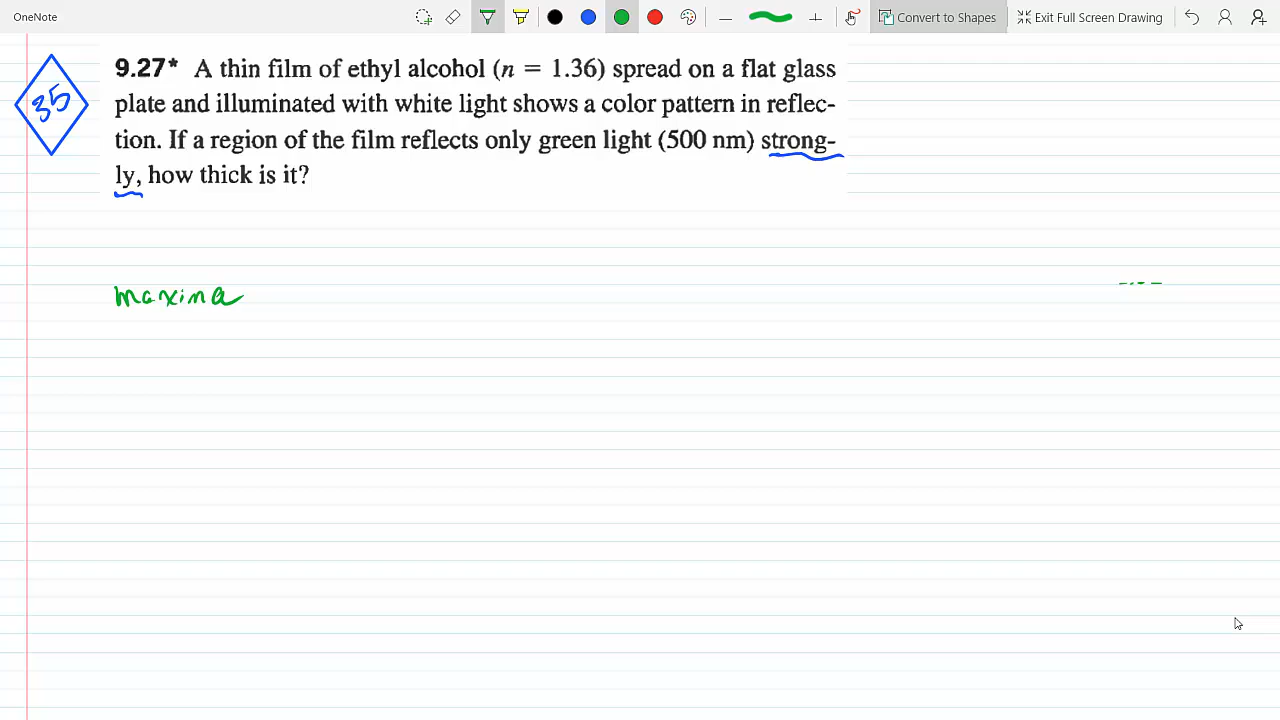 OneNote
Convert to Shapes
Exit Full Screen Drawing
35
9.27* A thin film of ethyl alcohol (n = 1.36) spread on a flat glass
plate and illuminated with white light shows a color pattern in reflec-
tion. If a region of the film reflects only green light (500 nm) strong-
ly, how thick is it?
maxima